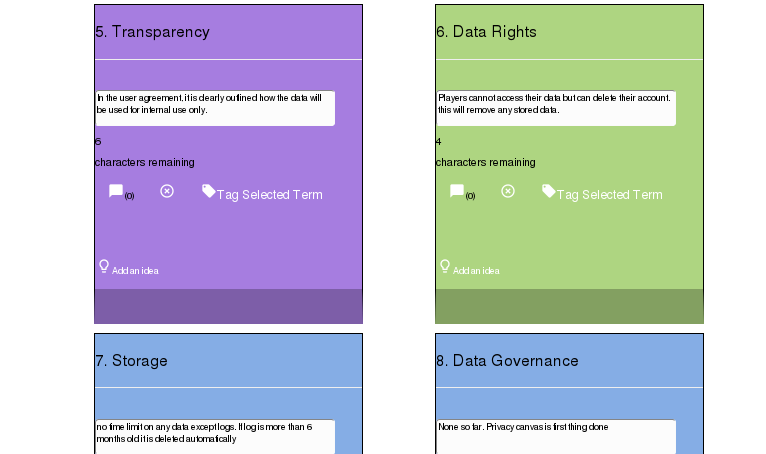 5. Transparency
In the user agreement, it is clearly outlined how the data will
be used for internal use only.
6
characters remaining
(0)
Tag Selected Term
Add an idea
6. Data Rights
Players cannot access their data but can delete their account.
this will remove any stored data.
4
characters remaining
(0)
Tag Selected Term
Add an idea
7. Storage
no time limit on any data except logs. If log is more than 6
months old it is deleted automatically
8. Data Governance
None so far. Privacy canvas is first thing done